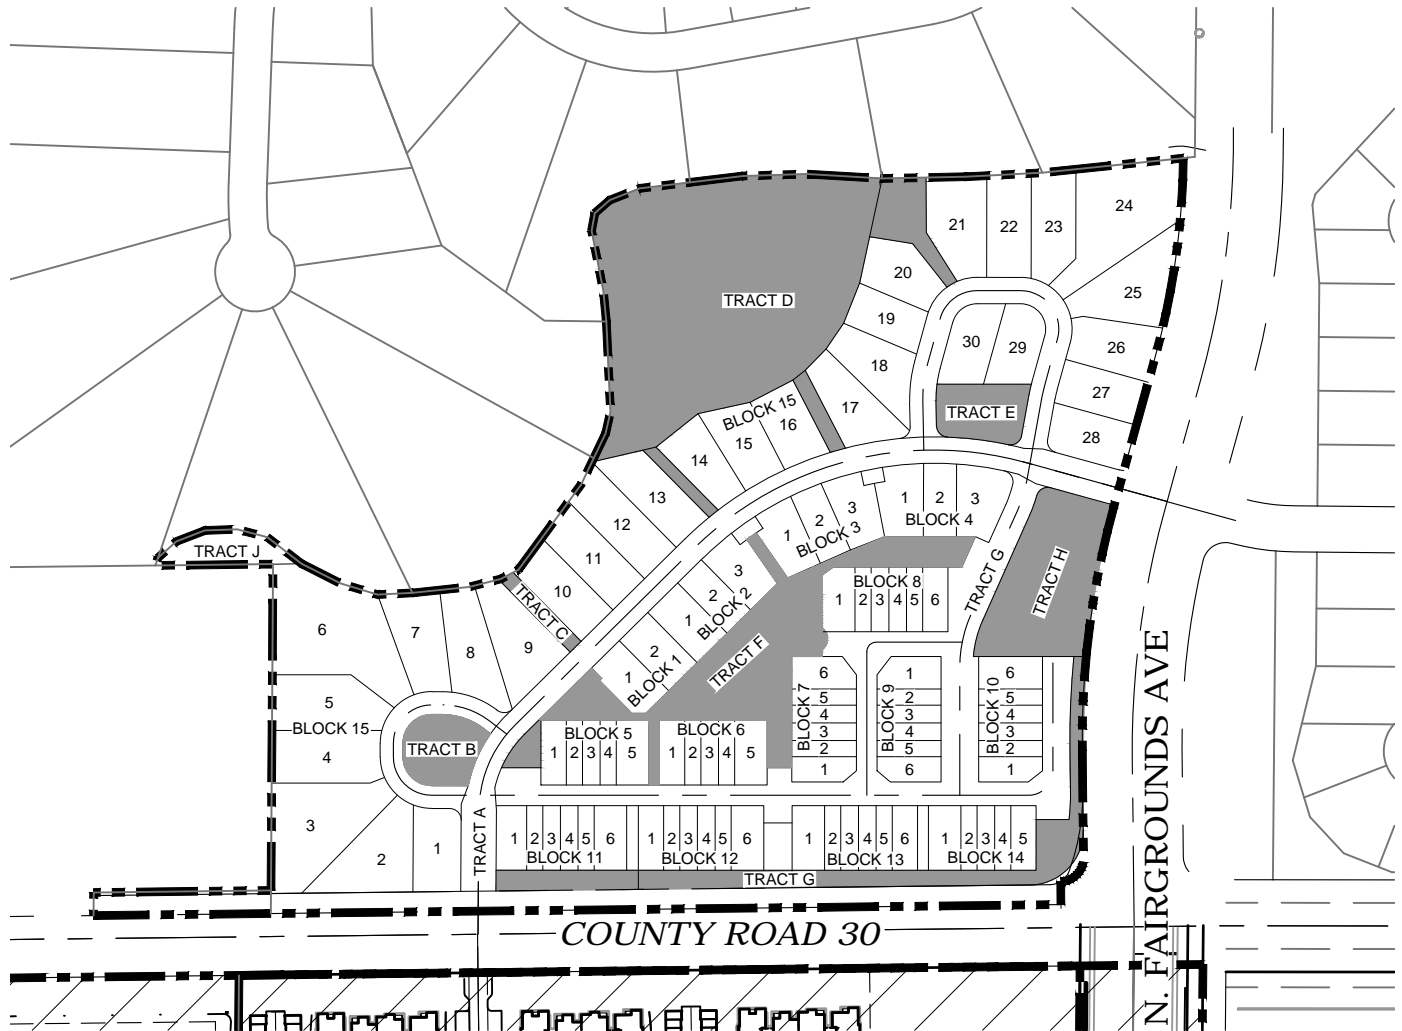 24
21 22 23
20
25
TRACT D
19
30 29
26
18
27
TRACT E
17
BLOCK 15
16
15
28
14
13
12
11
10
1 2 3
BLOCK 3
1 2 3
BLOCK 4
TRACT J
TRACT G
TRACT H
TRACT C
BLOCK 8
1 2 3 4 5 6
1 2 3
BLOCK 2
6
7
8
9
1 2
BLOCK 1
TRACT F
5
BLOCK 15
4
TRACT B
BLOCK 5
1 2 3 4 5
BLOCK 6
1 2 3 4 5
BLOCK 7
6
5
4
3
2
1
BLOCK 9
1
2
3
4
5
6
BLOCK 10
6
5
4
3
2
1
3
2
1
TRACT A
1 2 3 4 5 6
BLOCK 11
1 2 3 4 5 6
BLOCK 12
1 2 3 4 5 6
BLOCK 13
1 2 3 4 5
BLOCK 14
TRACT G
COUNTY ROAD 30
N. FAIRGROUNDS AVE